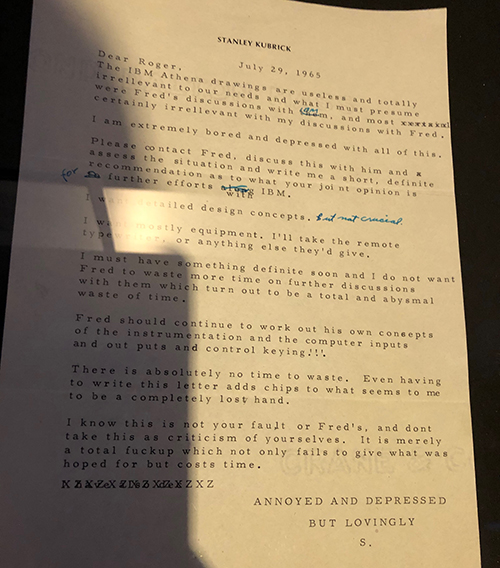 STANLEY KUBRICK
July 29, 1965
Dear Roger,
The IBM Athena drawings are useless and totally
irrellevant to our needs and what I must presume
were Fred's discussions with IBM, and most
certainly irrellevant with my discussions with Fred.
I am extremely bored and depressed with all of this.
Please contact Fred, discuss this with him and x
assess the situation and write me a short, definite
recommendation as to what your joint opinion is
for further efforts with IBM.
I want detailed design concepts. but not crucial.
I want mostly equipment. I'll take the remote
typewriter, or anything else they'd give.
I must have something definite soon and I do not want
Fred to waste more time on further discussions
with them which turn out to be a total and abysmal
waste of time.
Fred should continue to work out his own concepts
of the instrumentation and the computer inputs
and out puts and control keying.'!'.
There is absolutely no time to waste. Even having
to write this letter adds chips to what seems to me
to be a completely lost hand.
I know this is not your fault or Fred's, and dont
take this as criticism of yourselves. It is merely
a total fuckup which not only fails to give what was
hoped for but costs time.
ANNOYED AND DEPRESSED
BUT LOVINGLY
S.